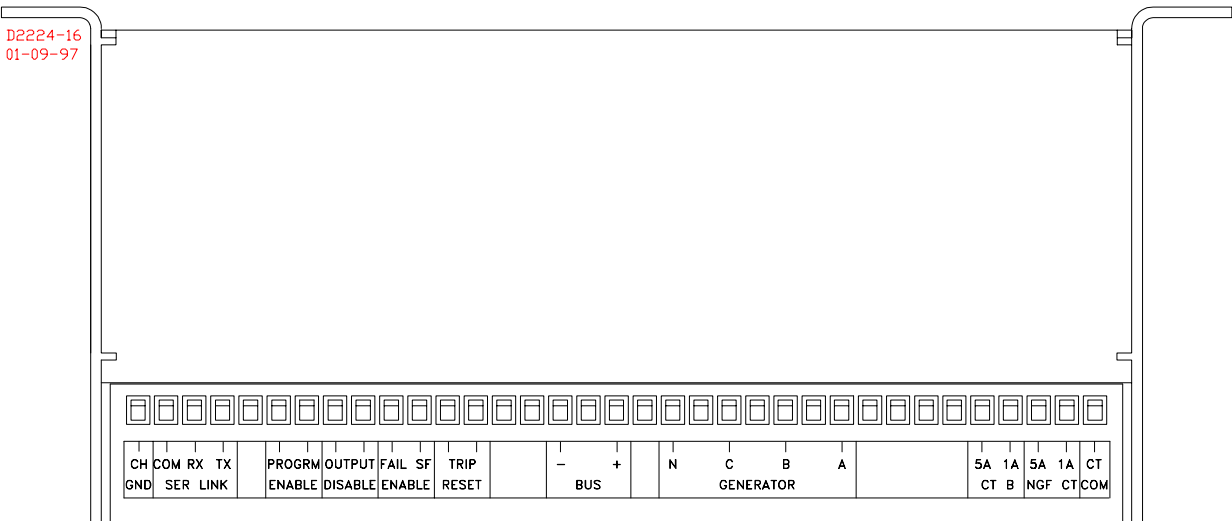 D2224-16
01-09-97
CH COM RX TX PROGRM OUTPUT FAIL SF TRIP - + N C B A 5A 1A 5A 1A CT
GND SER LINK ENABLE DISABLE ENABLE RESET BUS GENERATOR CT B NGF CT COM